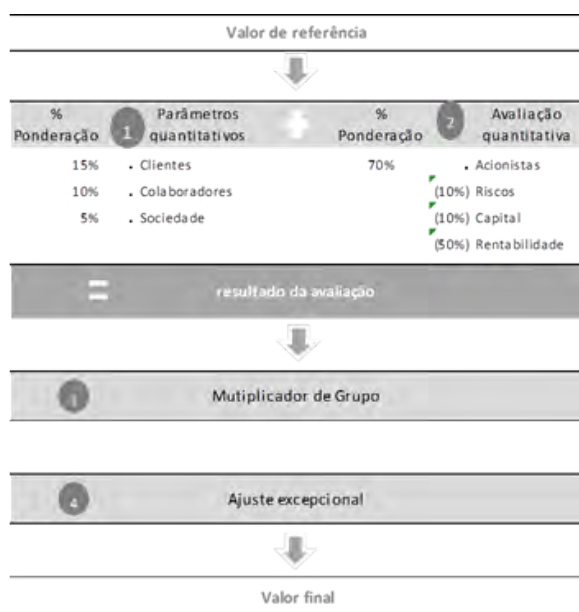 Valor de referência
% Ponderação 1 Parâmetros quantitativos + % Ponderação 2 Avaliação quantitativa
15% . Clientes 70% . Acionistas
10% . Colaboradores (10%) Riscos
5% . Sociedade (10%) Capital
(50%) Rentabilidade
= resultado da avaliação
3 Mutiplicador de Grupo
4 Ajuste excepcional
Valor final